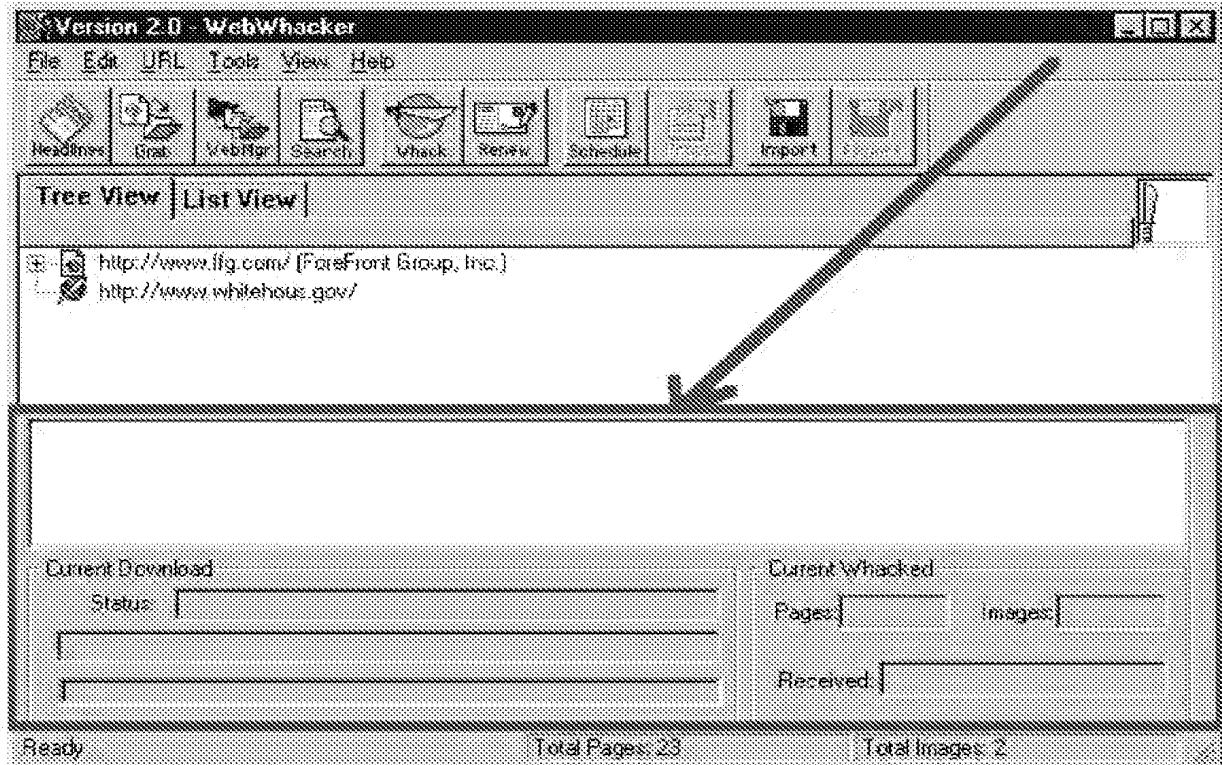 Version 2.0 - WebWhacker
File Edit URL Tools View Help
Headlines Grab WebMgr Search Whack Renew Schedule Import
Tree View List View
http://www.ffg.com/ (ForeFront Group, Inc.)
http://www.whitehous.gov/
Current Download Current Whacked
Status: Pages: Images:
Received:
Ready Total Pages: 23 Total Images: 2